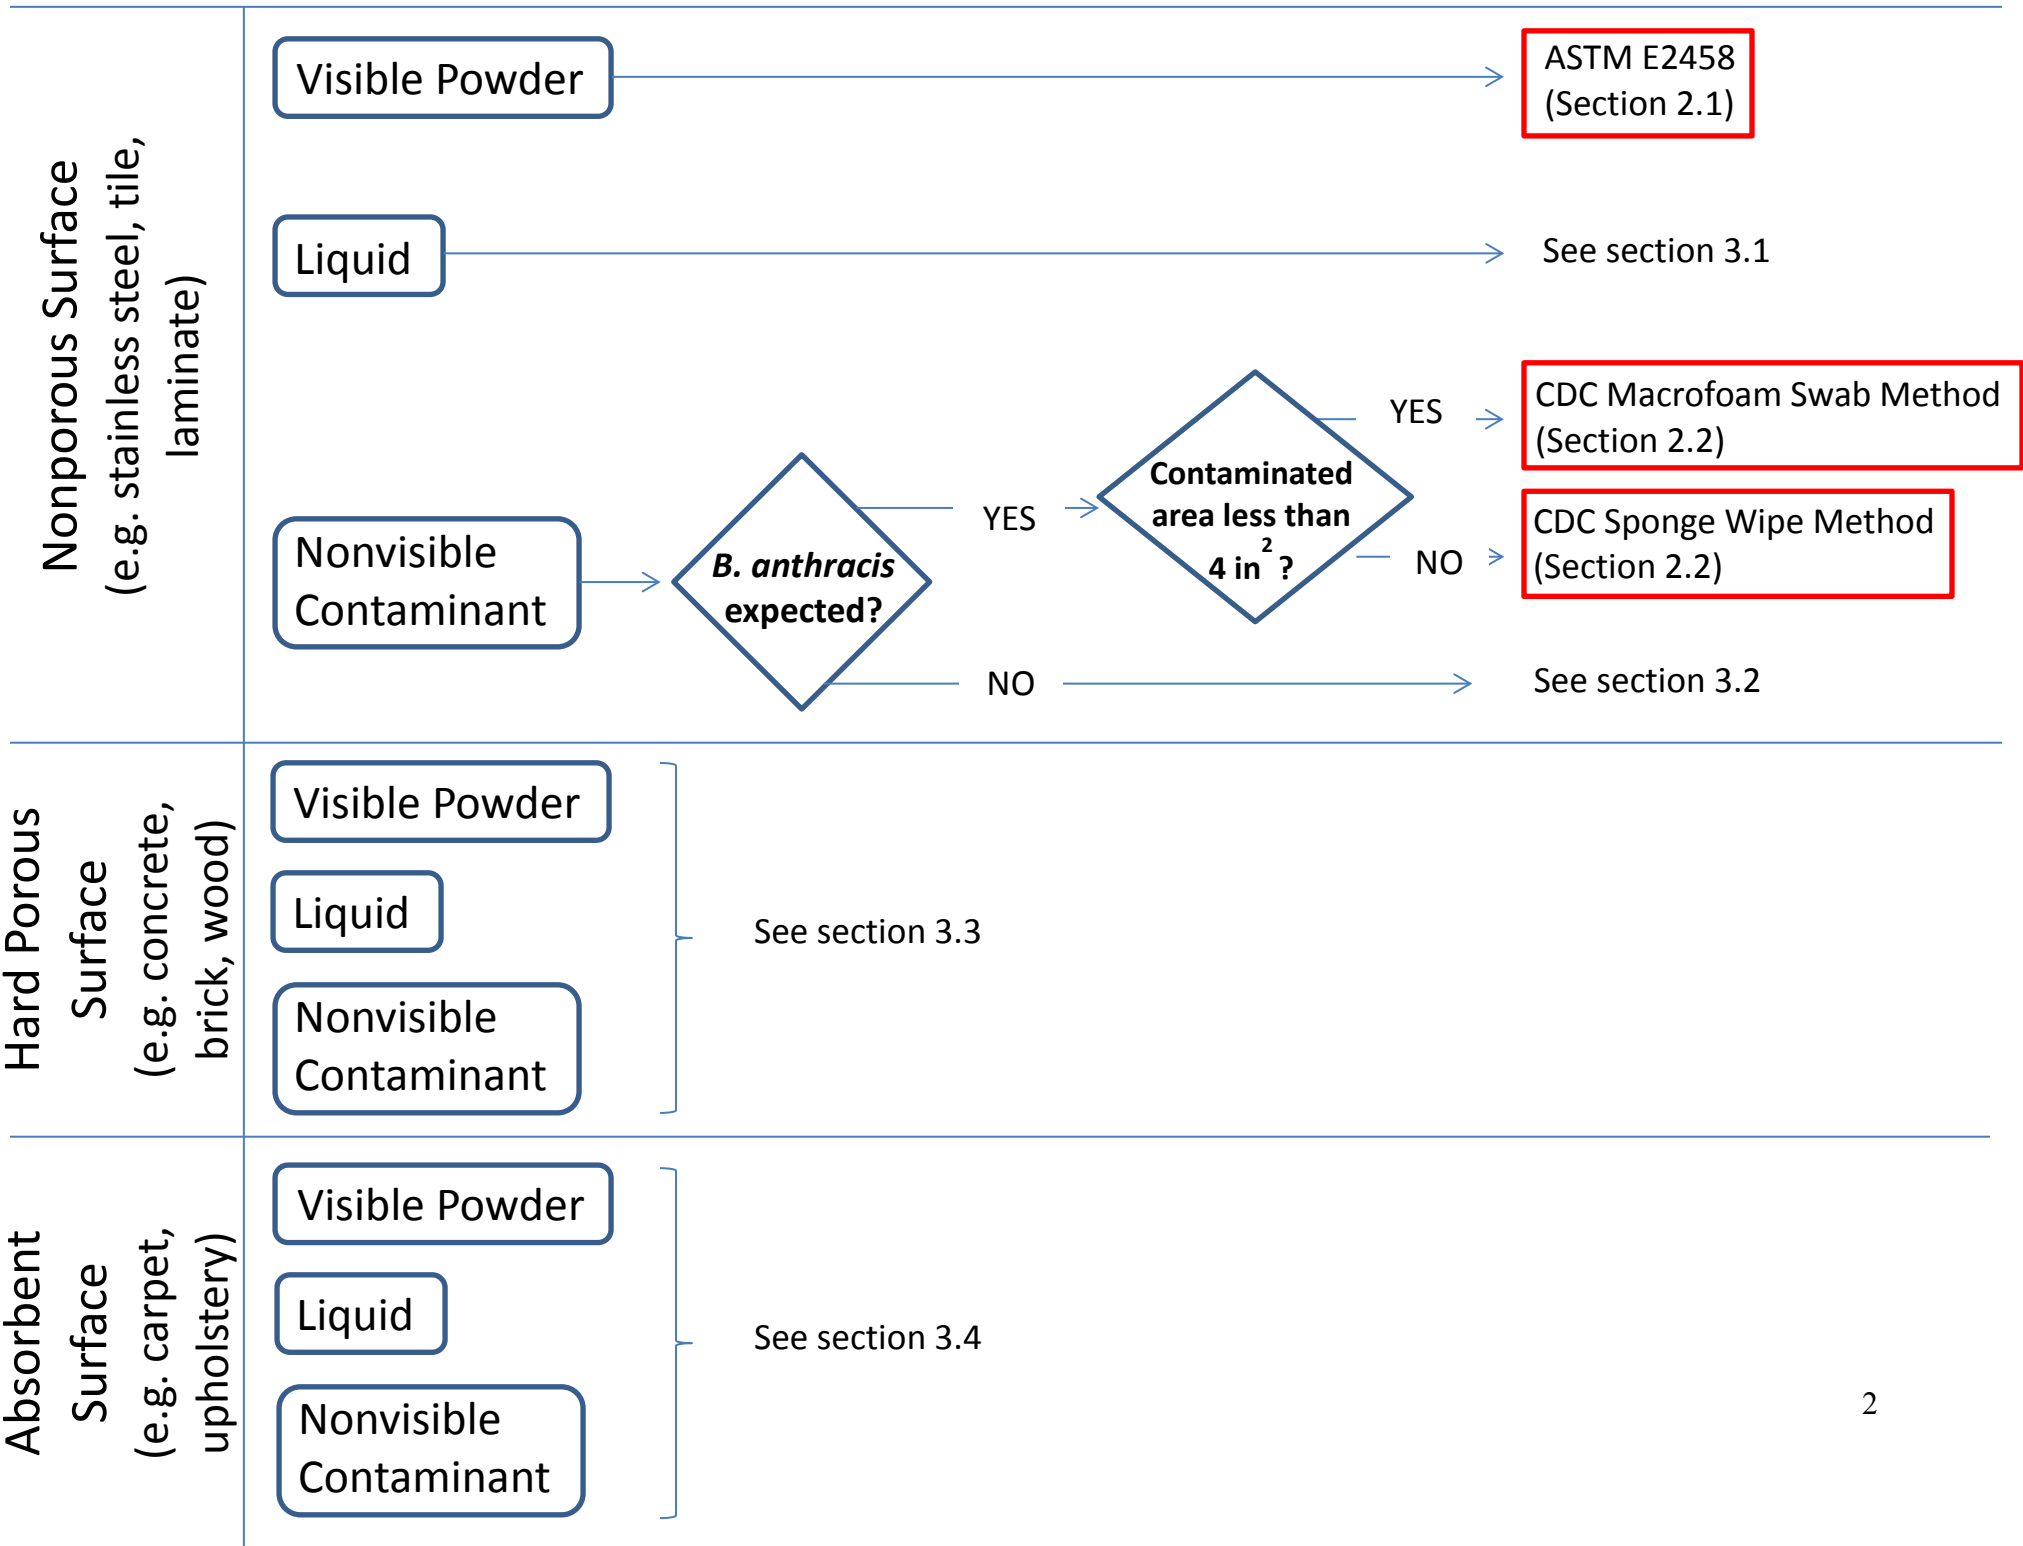 Nonporous Surface
(e.g. stainless steel, tile,
laminate)
Visible Powder
ASTM E2458
(Section 2.1)
Liquid
See section 3.1
Nonvisible
Contaminant
B. anthracis
expected?
YES
Contaminated
area less than
4 in² ?
YES
CDC Macrofoam Swab Method
(Section 2.2)
NO
CDC Sponge Wipe Method
(Section 2.2)
NO
See section 3.2
Hard Porous
Surface
(e.g. concrete,
brick, wood)
Visible Powder
Liquid
Nonvisible
Contaminant
See section 3.3
Absorbent
Surface
(e.g. carpet,
upholstery)
Visible Powder
Liquid
Nonvisible
Contaminant
See section 3.4
2